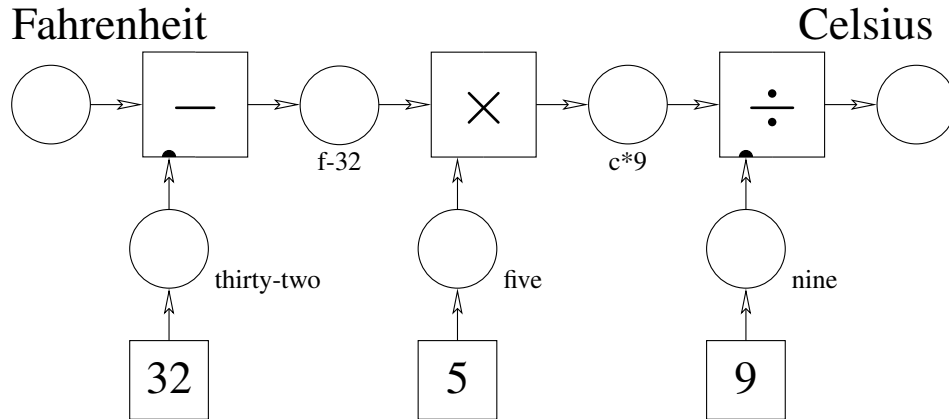 Fahrenheit Celsius
− × ÷
f-32 c*9
thirty-two five nine
32 5 9